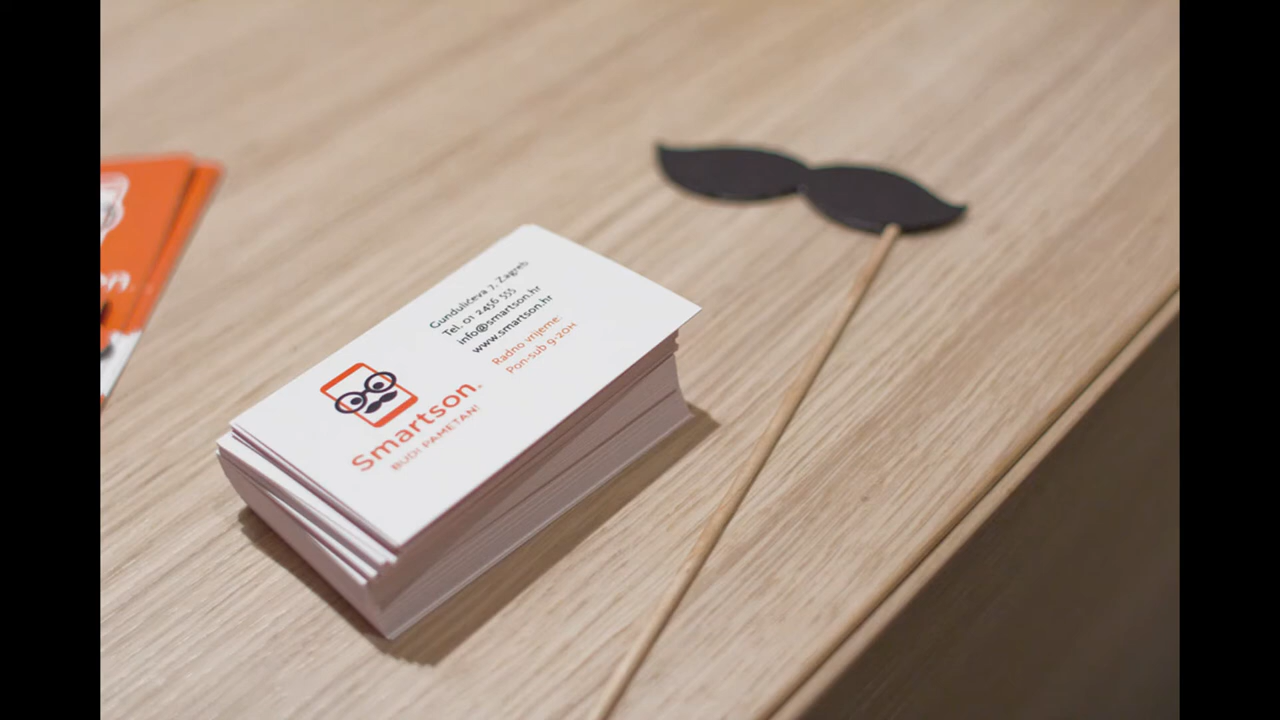 Gundulićeva 7, Zagreb
Tel. 01 2456 555
info@smartson.hr
www.smartson.hr
Radno vrijeme:
Pon-sub 9-20H
Smartson.
BUDI PAMETAN!
on